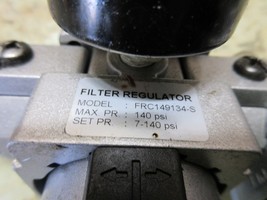 FILTER REGULATOR
MODEL : FRC149134-S
MAX. PR. : 140 psi
SET PR : 7-140 psi